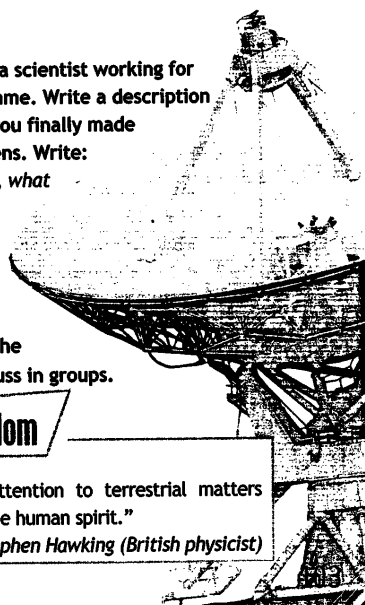 a scientist working for
me. Write a description
ou finally made
ens. Write:
, what
he
uss in groups.
dom
ttention to terrestrial matters
e human spirit.”
phen Hawking (British physicist)